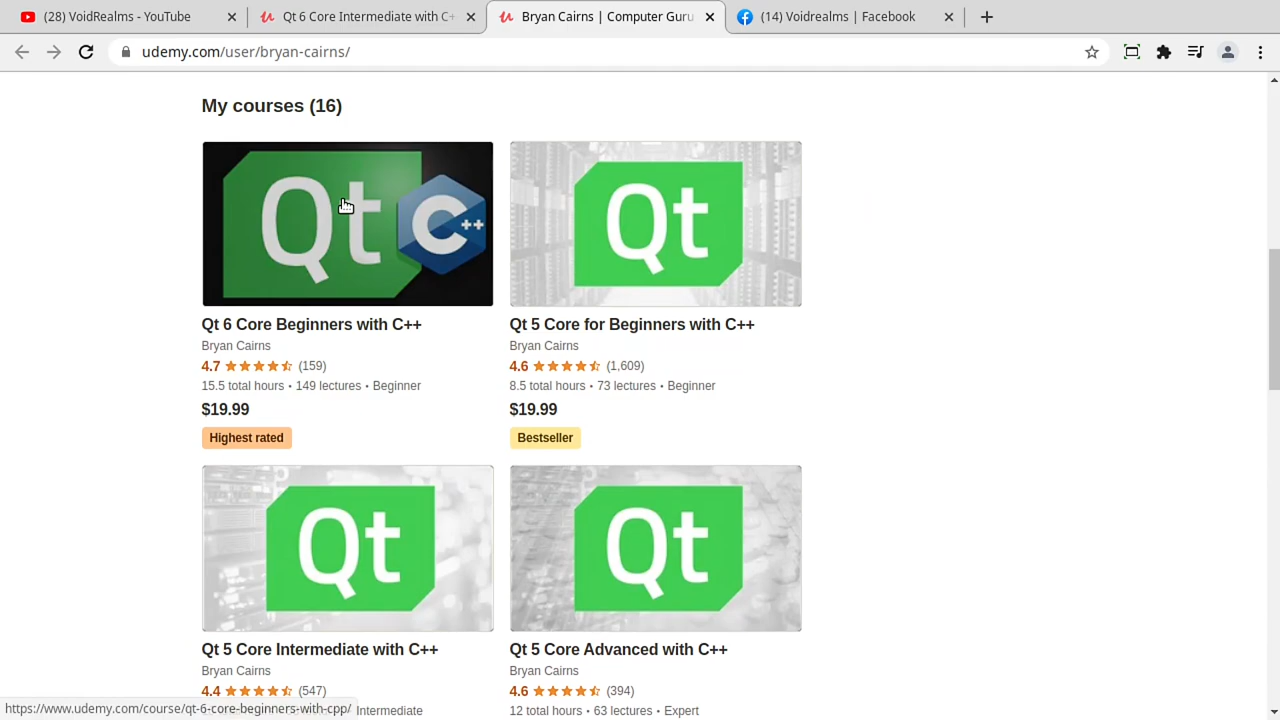 (28) VoidRealms - YouTube
Qt 6 Core Intermediate with C+
Bryan Cairns | Computer Guru
(14) Voidrealms | Facebook
udemy.com/user/bryan-cairns/
My courses (16)
Qt
C++
Qt
Qt 6 Core Beginners with C++
Bryan Cairns
4.7 (159)
15.5 total hours • 149 lectures • Beginner
$19.99
Highest rated
Qt 5 Core for Beginners with C++
Bryan Cairns
4.6 (1,609)
8.5 total hours • 73 lectures • Beginner
$19.99
Bestseller
Qt
Qt
Qt 5 Core Intermediate with C++
Bryan Cairns
4.4 (547)
Intermediate
Qt 5 Core Advanced with C++
Bryan Cairns
4.6 (394)
12 total hours • 63 lectures • Expert
https://www.udemy.com/course/qt-6-core-beginners-with-cpp/